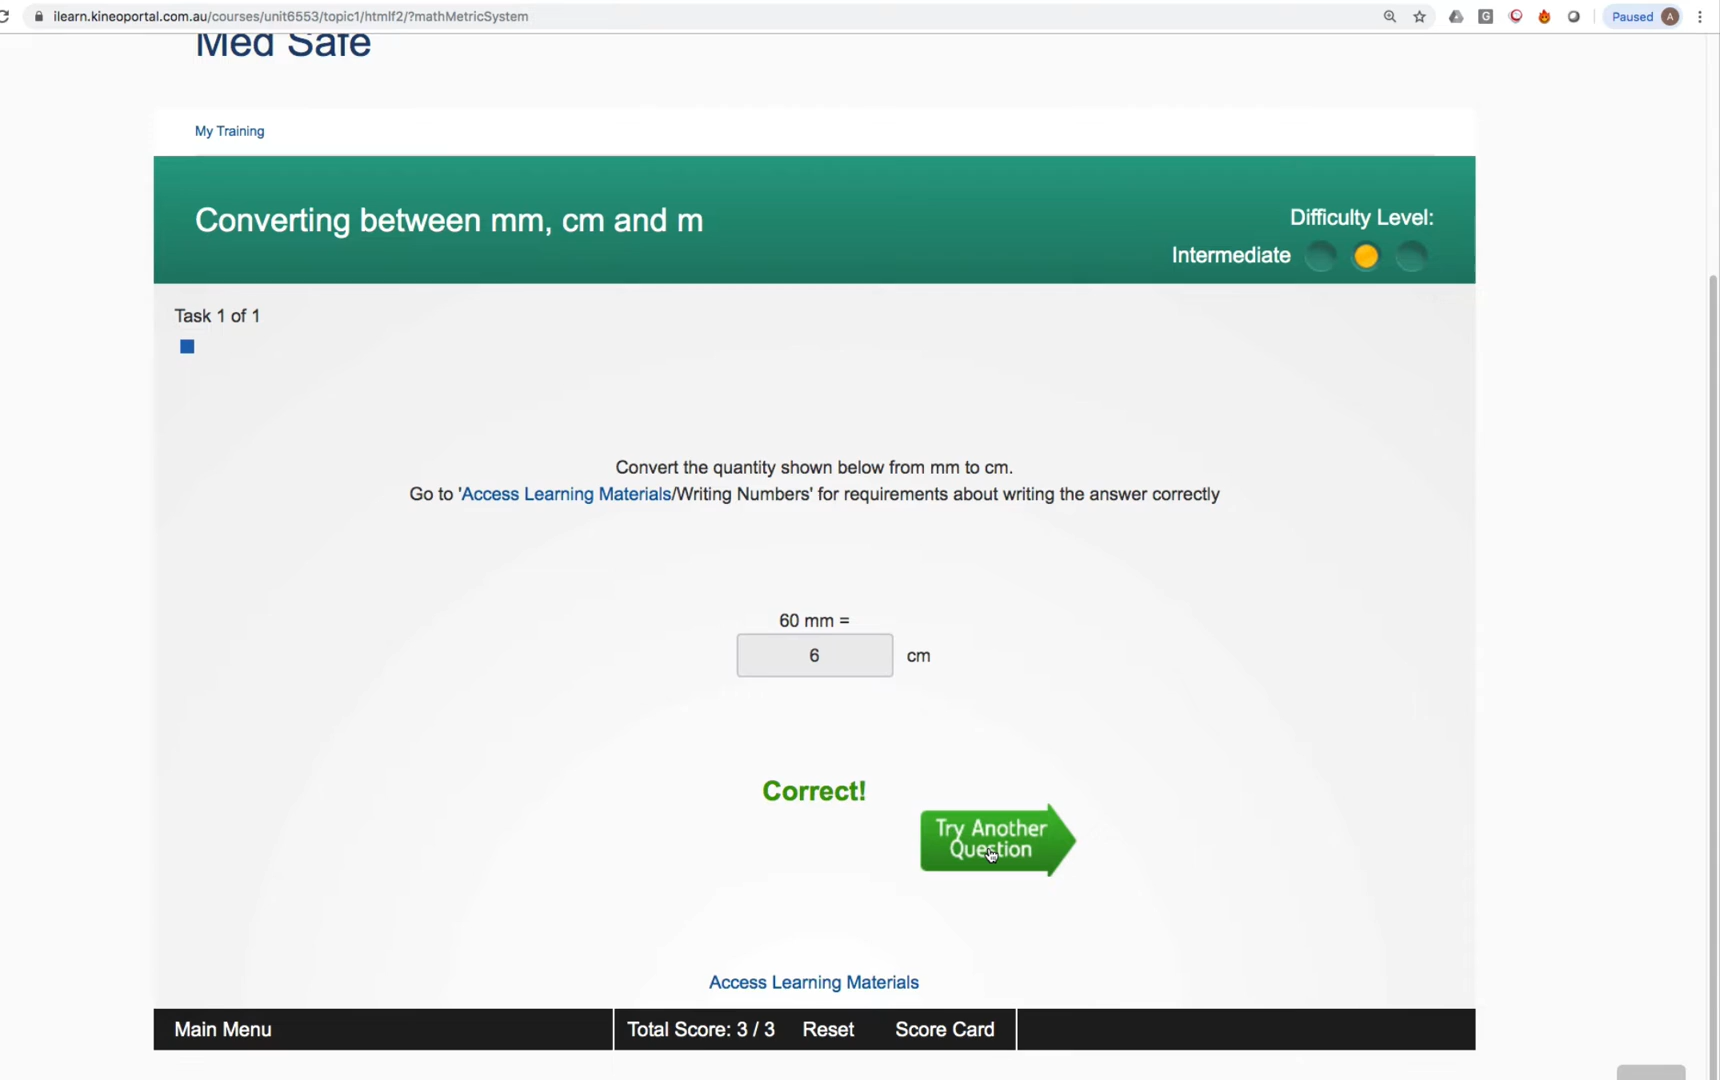 ilearn.kineoportal.com.au/courses/unit6553/topic1/htmlf2/?mathMetricSystem
Paused
A
G
Med Safe
My Training
Converting between mm, cm and m
Difficulty Level:
Intermediate
Task 1 of 1
Convert the quantity shown below from mm to cm.
Go to 'Access Learning Materials/Writing Numbers' for requirements about writing the answer correctly
60 mm =
6 cm
Correct!
Try Another
Question
Access Learning Materials
Main Menu
Total Score: 3 / 3
Reset
Score Card